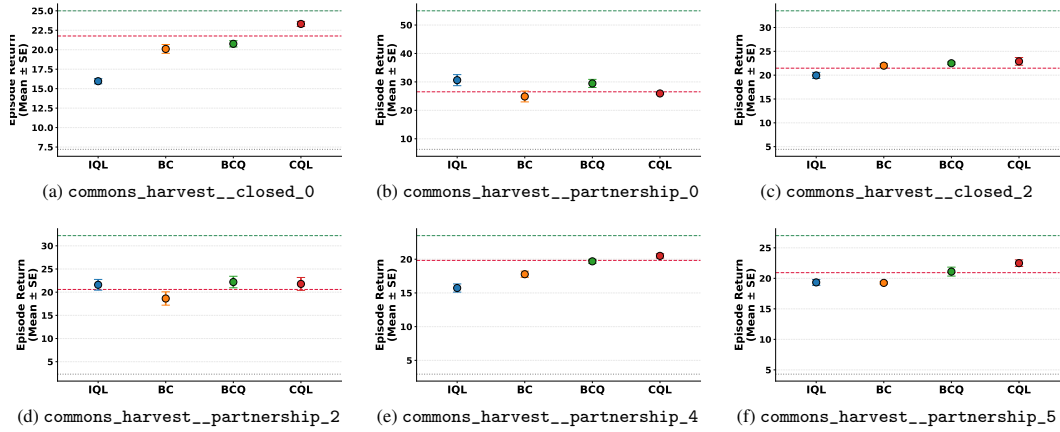 Episode Return
(Mean ± SE)
25.0
22.5
20.0
17.5
15.0
12.5
10.0
7.5
IQL BC BCQ CQL
(a) commons_harvest__closed_0
Episode Return
(Mean ± SE)
50
40
30
20
10
IQL BC BCQ CQL
(b) commons_harvest__partnership_0
Episode Return
(Mean ± SE)
30
25
20
15
10
5
IQL BC BCQ CQL
(c) commons_harvest__closed_2
Episode Return
(Mean ± SE)
30
25
20
15
10
5
IQL BC BCQ CQL
(d) commons_harvest__partnership_2
Episode Return
(Mean ± SE)
20
15
10
5
IQL BC BCQ CQL
(e) commons_harvest__partnership_4
Episode Return
(Mean ± SE)
25
20
15
10
5
IQL BC BCQ CQL
(f) commons_harvest__partnership_5